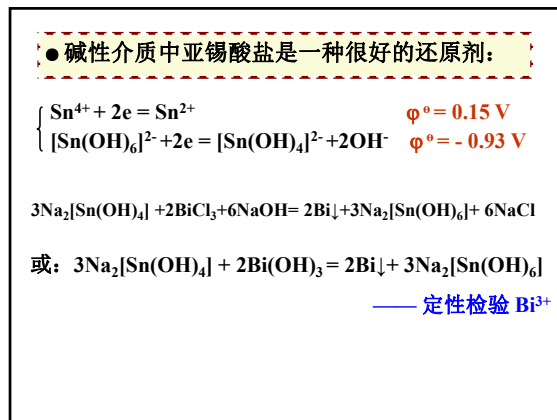 ●碱性介质中亚锡酸盐是一种很好的还原剂：
Sn⁴⁺ + 2e = Sn²⁺ φ^θ = 0.15 V
[Sn(OH)₆]²⁻ +2e = [Sn(OH)₄]²⁻ +2OH⁻ φ^θ = - 0.93 V
3Na₂[Sn(OH)₄] +2BiCl₃+6NaOH= 2Bi↓+3Na₂[Sn(OH)₆]+ 6NaCl
或：3Na₂[Sn(OH)₄] + 2Bi(OH)₃ = 2Bi↓+ 3Na₂[Sn(OH)₆]
—— 定性检验 Bi³⁺